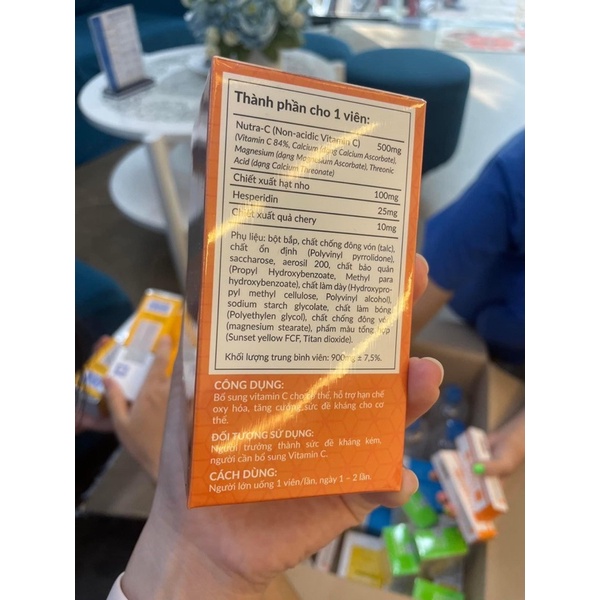 Thành phần cho 1 viên:
Nutra-C (Non-acidic Vitamin C) 500mg
(Vitamin C 84%, Calcium dạng Calcium Ascorbate),
Magnesium (dạng Magnesium Ascorbate), Threonic
Acid (dạng Calcium Threonate)
Chiết xuất hạt nho 100mg
Hesperidin 25mg
Chiết xuất quả chery 10mg
Phụ liệu: bột bắp, chất chống đông vón (talc),
chất ổn định (Polyvinyl pyrrolidone),
saccharose, aerosil 200, chất bảo quản
(Propyl Hydroxybenzoate, Methyl para
hydroxybenzoate), chất làm dày (Hydroxypro-
pyl methyl cellulose, Polyvinyl alcohol),
sodium starch glycolate, chất làm bóng
(Polyethylen glycol), chất chống đông vón
(magnesium stearate), phẩm màu tổng hợp
(Sunset yellow FCF, Titan dioxide).
Khối lượng trung bình viên: 900mg ± 7,5%.
CÔNG DỤNG:
Bổ sung vitamin C cho cơ thể, hỗ trợ hạn chế
oxy hóa, tăng cường sức đề kháng cho cơ
thể.
ĐỐI TƯỢNG SỬ DỤNG:
Người trưởng thành sức đề kháng kém,
người cần bổ sung Vitamin C.
CÁCH DÙNG:
Người lớn uống 1 viên/lần, ngày 1 – 2 lần.